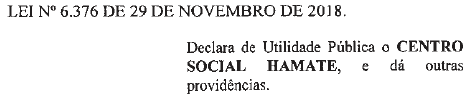 LEI Nº 6.376 DE 29 DE NOVEMBRO DE 2018.
Declara de Utilidade Pública o CENTRO
SOCIAL HAMATE, e dá outras
providências.